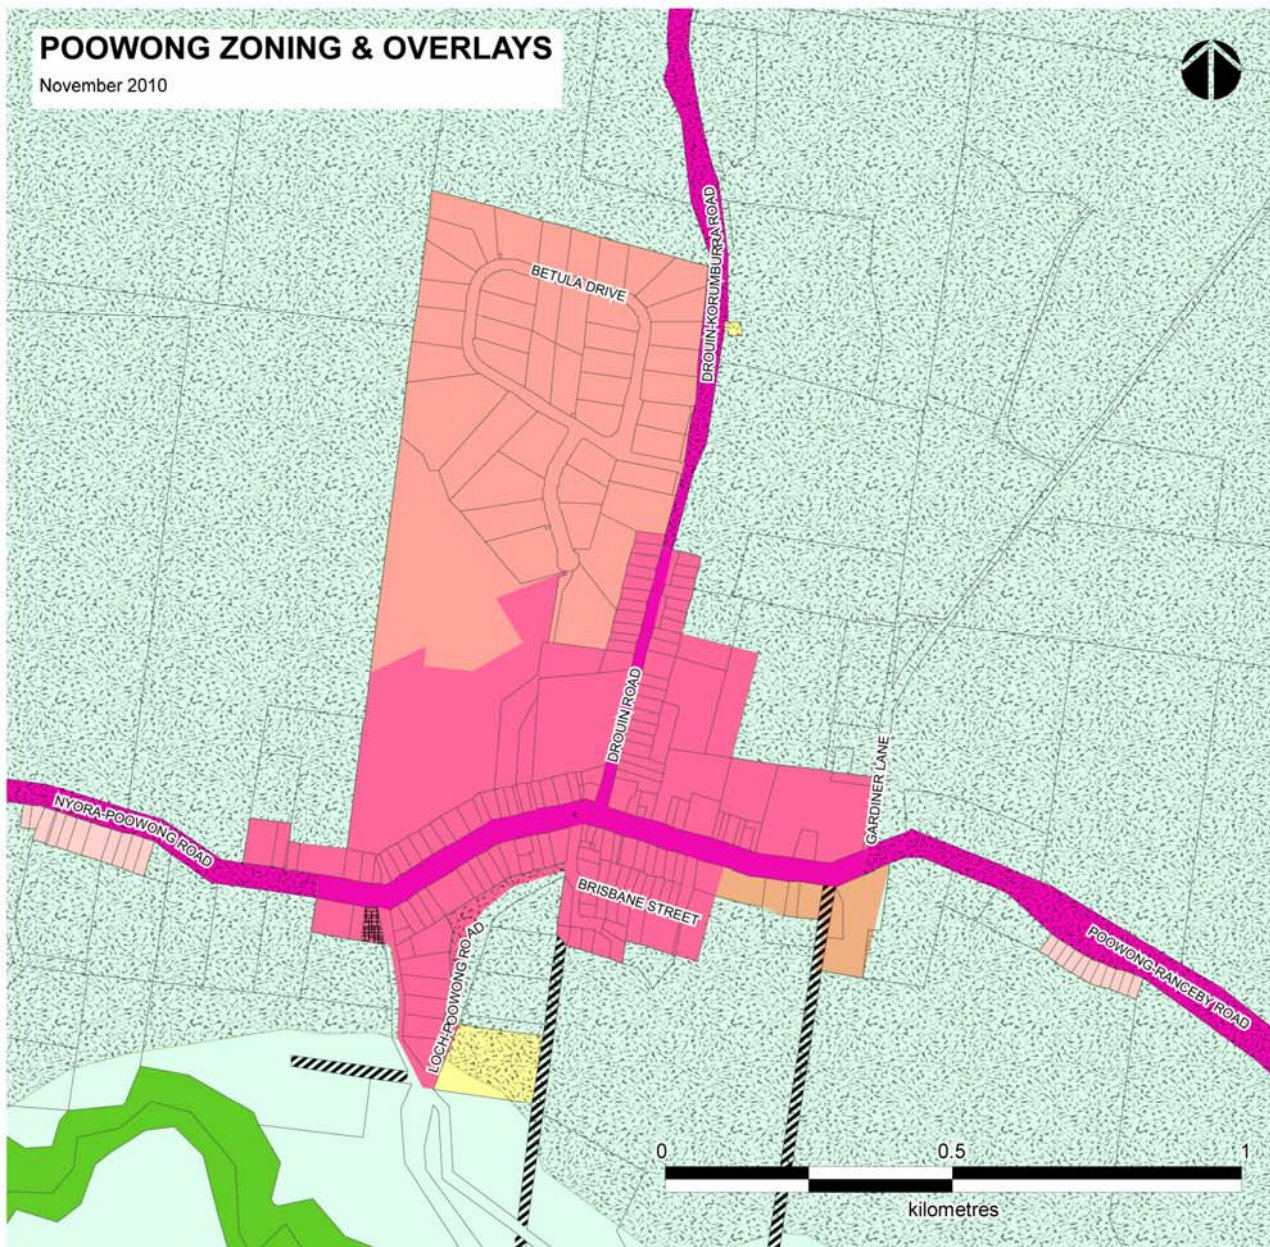 POOWONG ZONING & OVERLAYS
November 2010
DROUIN-KORUMBURRA ROAD
BETULA DRIVE
DROUIN ROAD
GARDINER LANE
NYORA-POOWONG ROAD
BRISBANE STREET
LOCH-POOWONG ROAD
POOWONG-RANCEBY ROAD
0 0.5 1
kilometres